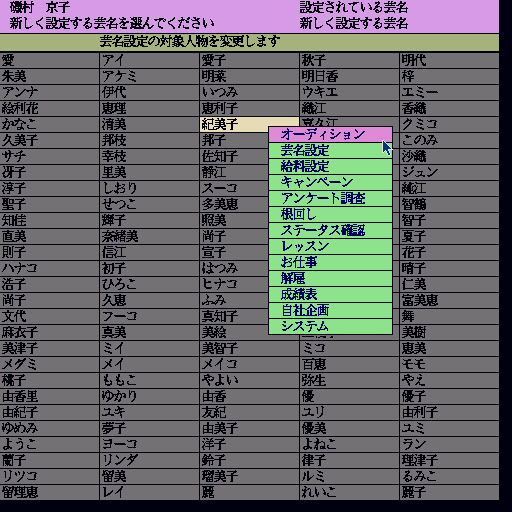 磯村　京子　設定されている芸名
新しく設定する芸名を選んでください　新しく設定する芸名
芸名設定の対象人物を変更します
愛　アイ　愛子　秋子　明代
朱美　アケミ　明菜　明日香　梓
アンナ　伊代　いつみ　ウキエ　エミー
絵利花　恵理　恵利子　織江　香織
かなこ　清美　紀美子　喜久江　クミコ
オーディション
久美子　邦枝　邦子　このみ
芸名設定
サチ　幸枝　佐知子　沙織
給料設定
冴子　里美　静江　ジュン
キャンペーン
淳子　しおり　スーコ　純江
アンケート調査
聖子　せつこ　多美恵　智鶴
根回し
知佳　輝子　照美　智子
ステータス確認
直美　奈緒美　尚子　夏子
レッスン
則子　信江　宣子　花子
お仕事
ハナコ　初子　はつみ　晴子
解雇
浩子　ひろこ　ヒナコ　仁美
成績表
尚子　久恵　ふみ　富美恵
自社企画
文代　フーコ　真知子　舞
システム
麻衣子　真美　美絵　美樹
美津子　ミイ　美智子　ミコ　恵美
メグミ　メイ　メイコ　百恵　モモ
桃子　ももこ　やよい　弥生　やえ
由香里　ゆかり　由香　優　優子
由紀子　ユキ　友紀　ユリ　由利子
ゆめみ　夢子　由美子　優美　ユミ
ようこ　ヨーコ　洋子　よねこ　ラン
蘭子　リンダ　鈴子　律子　理津子
リツコ　留美　瑠美子　ルミ　るみこ
留理恵　レイ　麗　れいこ　麗子